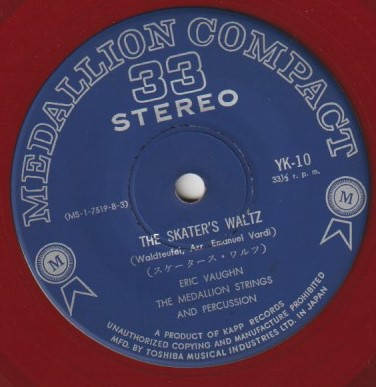 MEDALLION COMPACT
33
STEREO
YK-10
33⅓ r. p. m.
(MS-1-7519-B-3)
THE SKATER'S WALTZ
(Waldteufel, Arr. Emanuel Vardi)
(スケータース・ワルツ)
ERIC VAUGHN
THE MEDALLION STRINGS
AND PERCUSSION
M
M
A PRODUCT OF KAPP RECORDS
UNAUTHORIZED COPYING AND MANUFACTURE PROHIBITED
MFD. BY TOSHIBA MUSICAL INDUSTRIES LTD. IN JAPAN